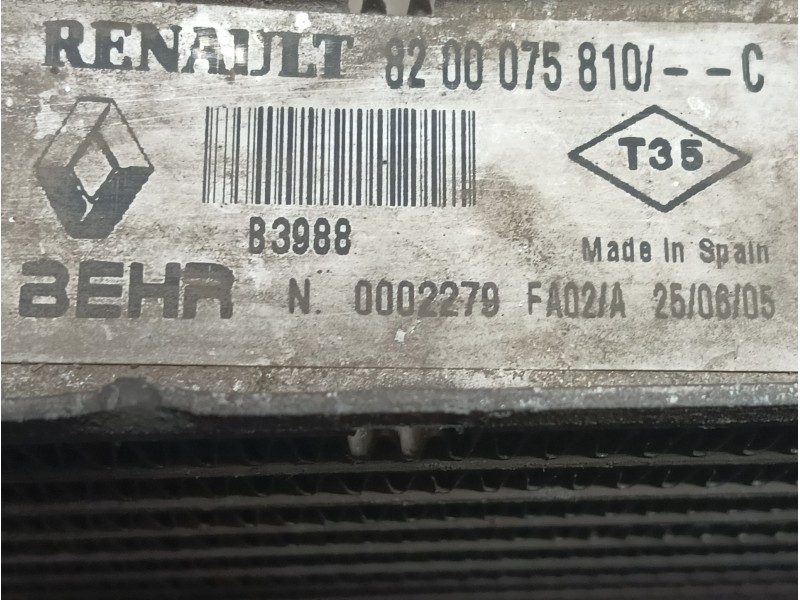 RENAULT 82 00 075 810/--C
T35
B3988
Made In Spain
BEHR N. 0002279 FA02/A 25/06/05